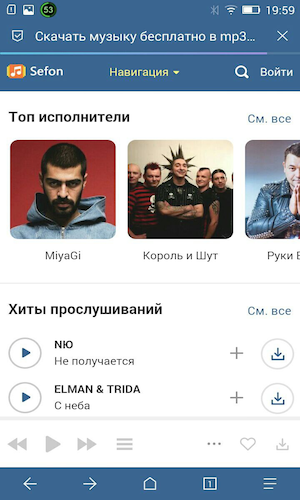 53
19:59
Скачать музыку бесплатно в mp3...
Sefon
Навигация
Войти
Топ исполнители
См. все
MiyaGi
Король и Шут
Руки
Хиты прослушиваний
См. все
НЮ
Не получается
ELMAN & TRIDA
С неба
1